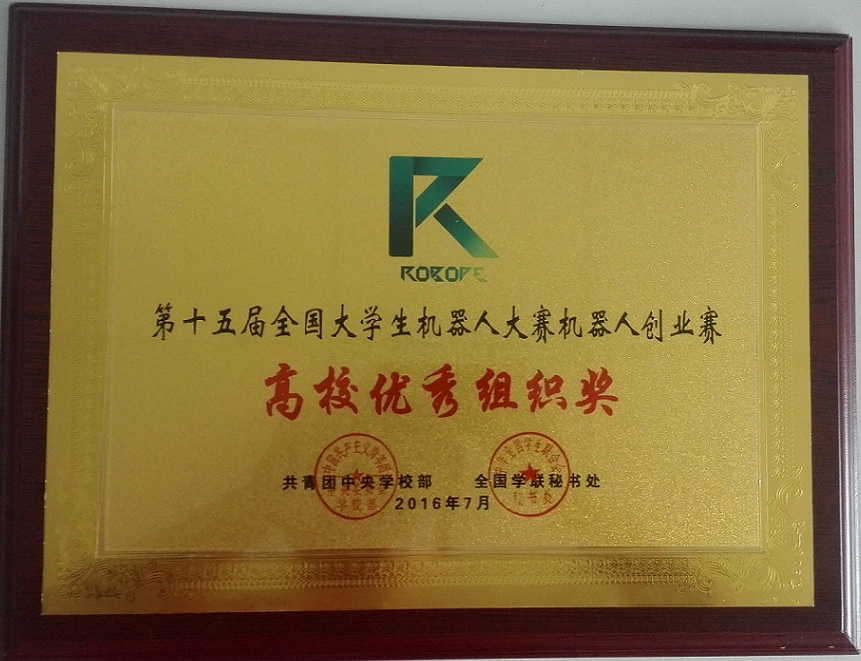 ROBOPE
第十五届全国大学生机器人大赛机器人创业赛
高校优秀组织奖
共青团中央学校部 全国学联秘书处
2016年7月